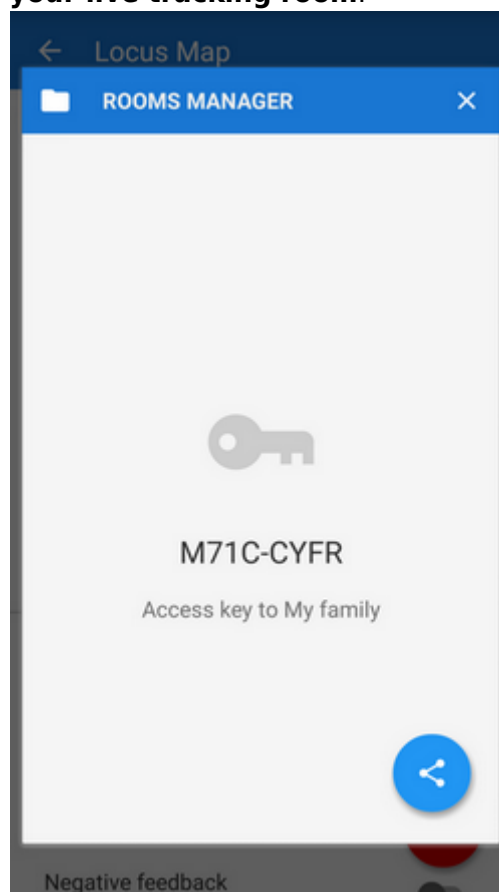 your live tracking room.
Locus Map
ROOMS MANAGER
M71C-CYFR
Access key to My family
Negative feedback